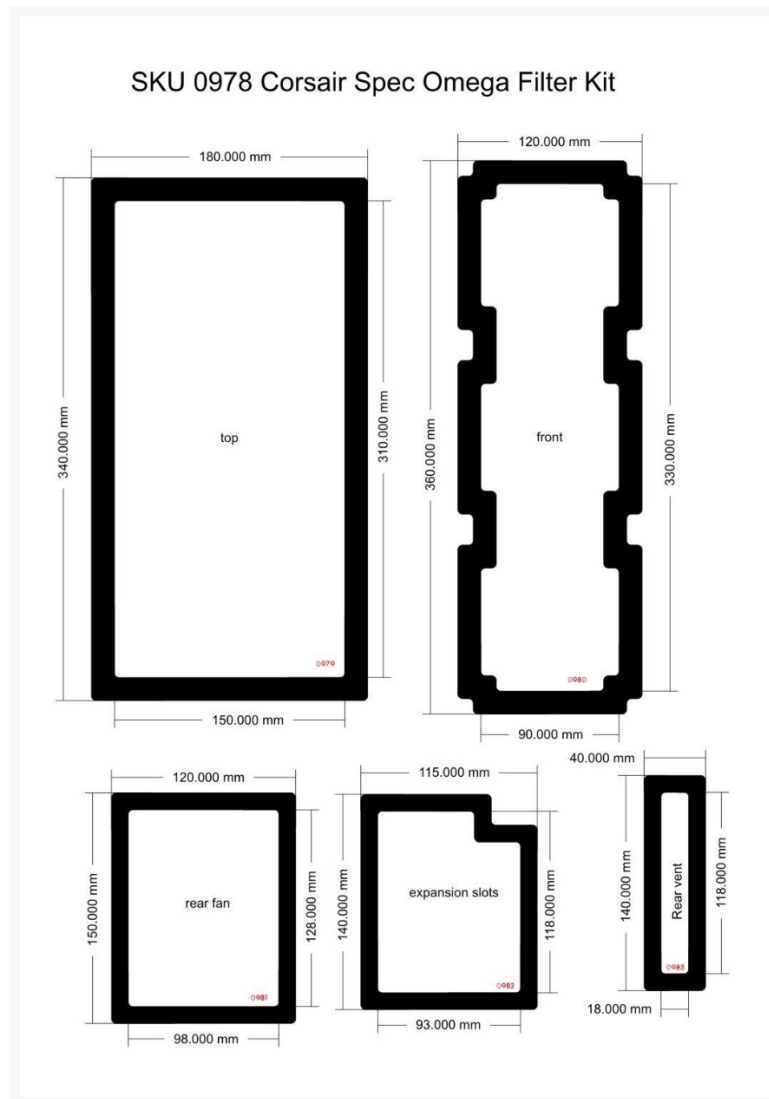 SKU 0978 Corsair Spec Omega Filter Kit
180.000 mm
340.000 mm
top
310.000 mm
0979
150.000 mm
120.000 mm
360.000 mm
front
330.000 mm
0980
90.000 mm
120.000 mm
150.000 mm
rear fan
128.000 mm
0981
98.000 mm
115.000 mm
140.000 mm
expansion slots
118.000 mm
0982
93.000 mm
40.000 mm
140.000 mm
Rear vent
118.000 mm
0983
18.000 mm